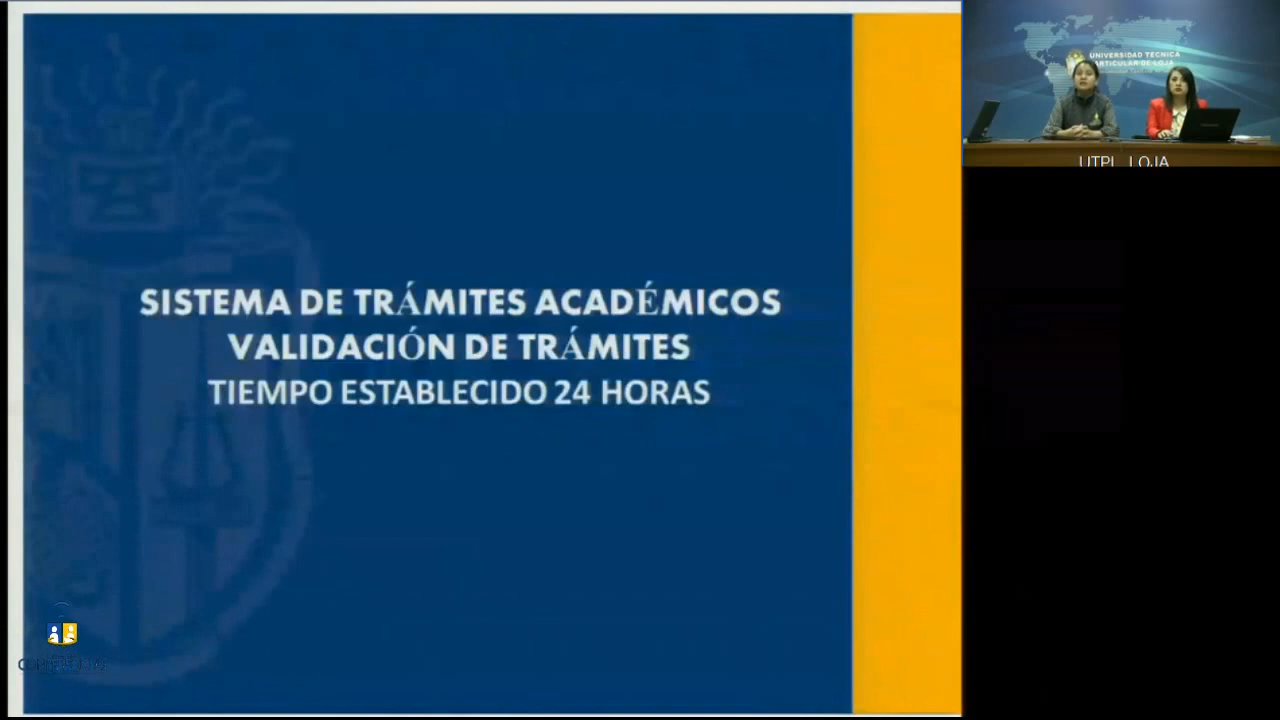 SISTEMA DE TRÁMITES ACADÉMICOS
VALIDACIÓN DE TRÁMITES
TIEMPO ESTABLECIDO 24 HORAS
UNIVERSIDAD TÉCNICA
PARTICULAR DE LOJA
UTPL LOJA